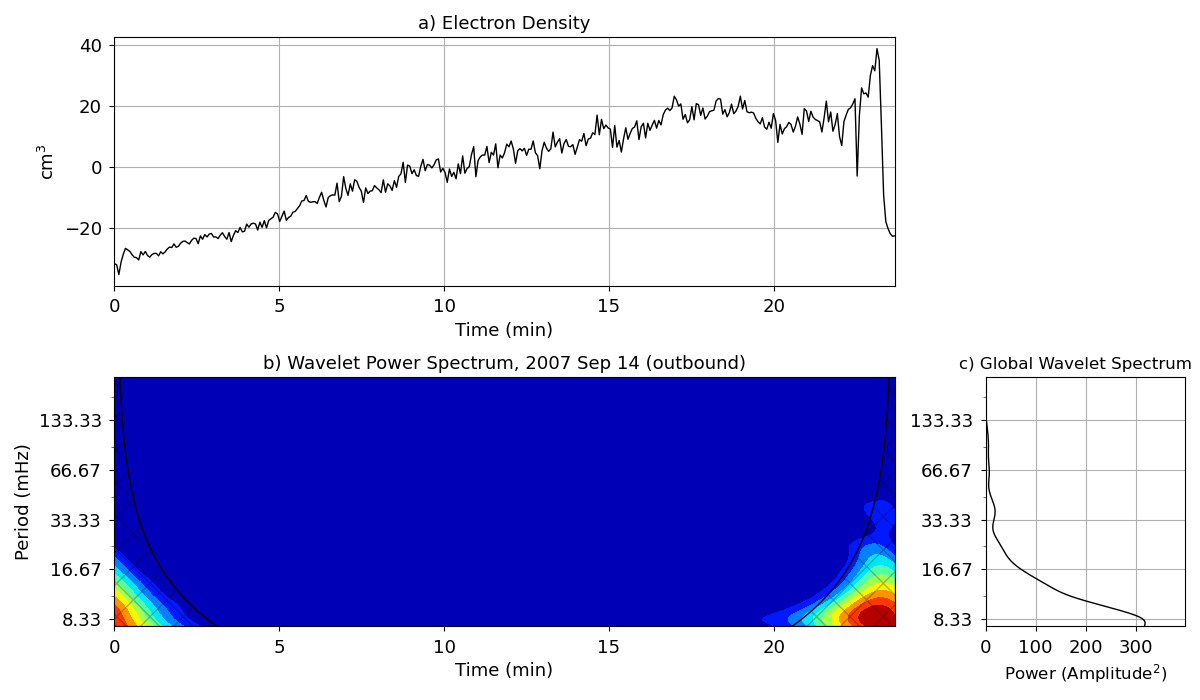 a) Electron Density
cm³
40
20
0
−20
0 5 10 15 20
Time (min)
b) Wavelet Power Spectrum, 2007 Sep 14 (outbound)
Period (mHz)
133.33
66.67
33.33
16.67
8.33
0 5 10 15 20
Time (min)
c) Global Wavelet Spectrum
133.33
66.67
33.33
16.67
8.33
0 100 200 300
Power (Amplitude²)